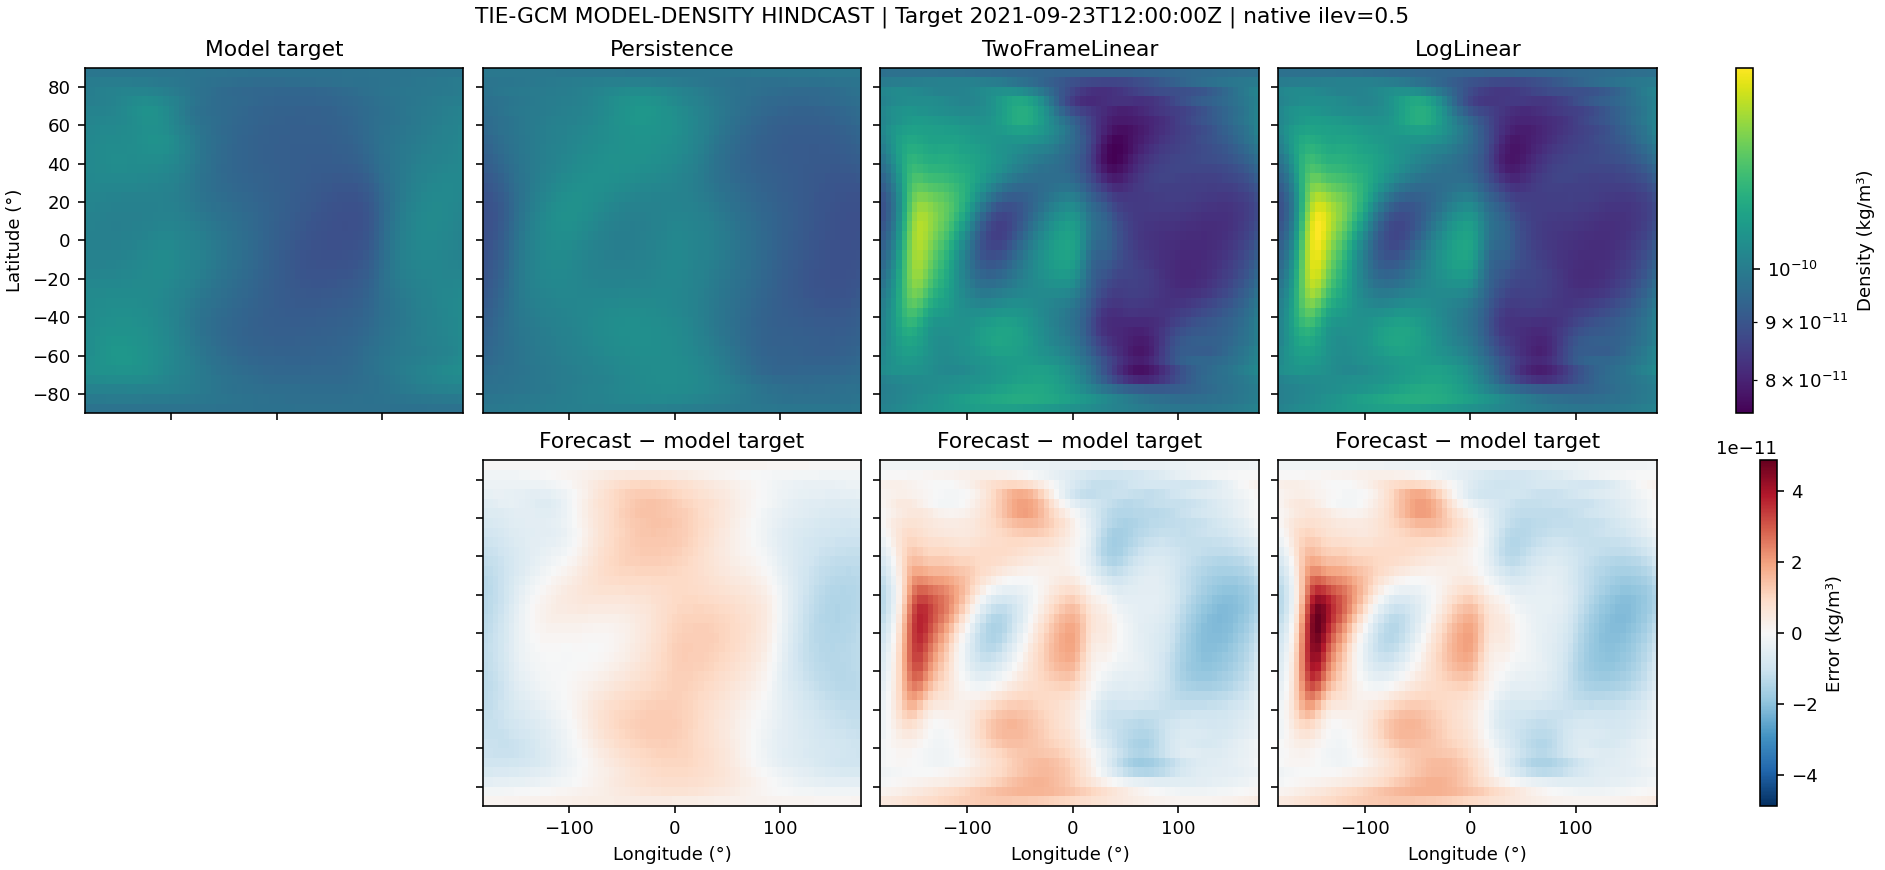 TIE-GCM MODEL-DENSITY HINDCAST | Target 2021-09-23T12:00:00Z | native ilev=0.5
Model target
Persistence
TwoFrameLinear
LogLinear
Latitude (°)
80
60
40
20
0
−20
−40
−60
−80
10⁻¹⁰
9 × 10⁻¹¹
8 × 10⁻¹¹
Density (kg/m³)
Forecast − model target
Forecast − model target
Forecast − model target
1e−11
4
2
0
−2
−4
Error (kg/m³)
−100 0 100
−100 0 100
−100 0 100
Longitude (°)
Longitude (°)
Longitude (°)